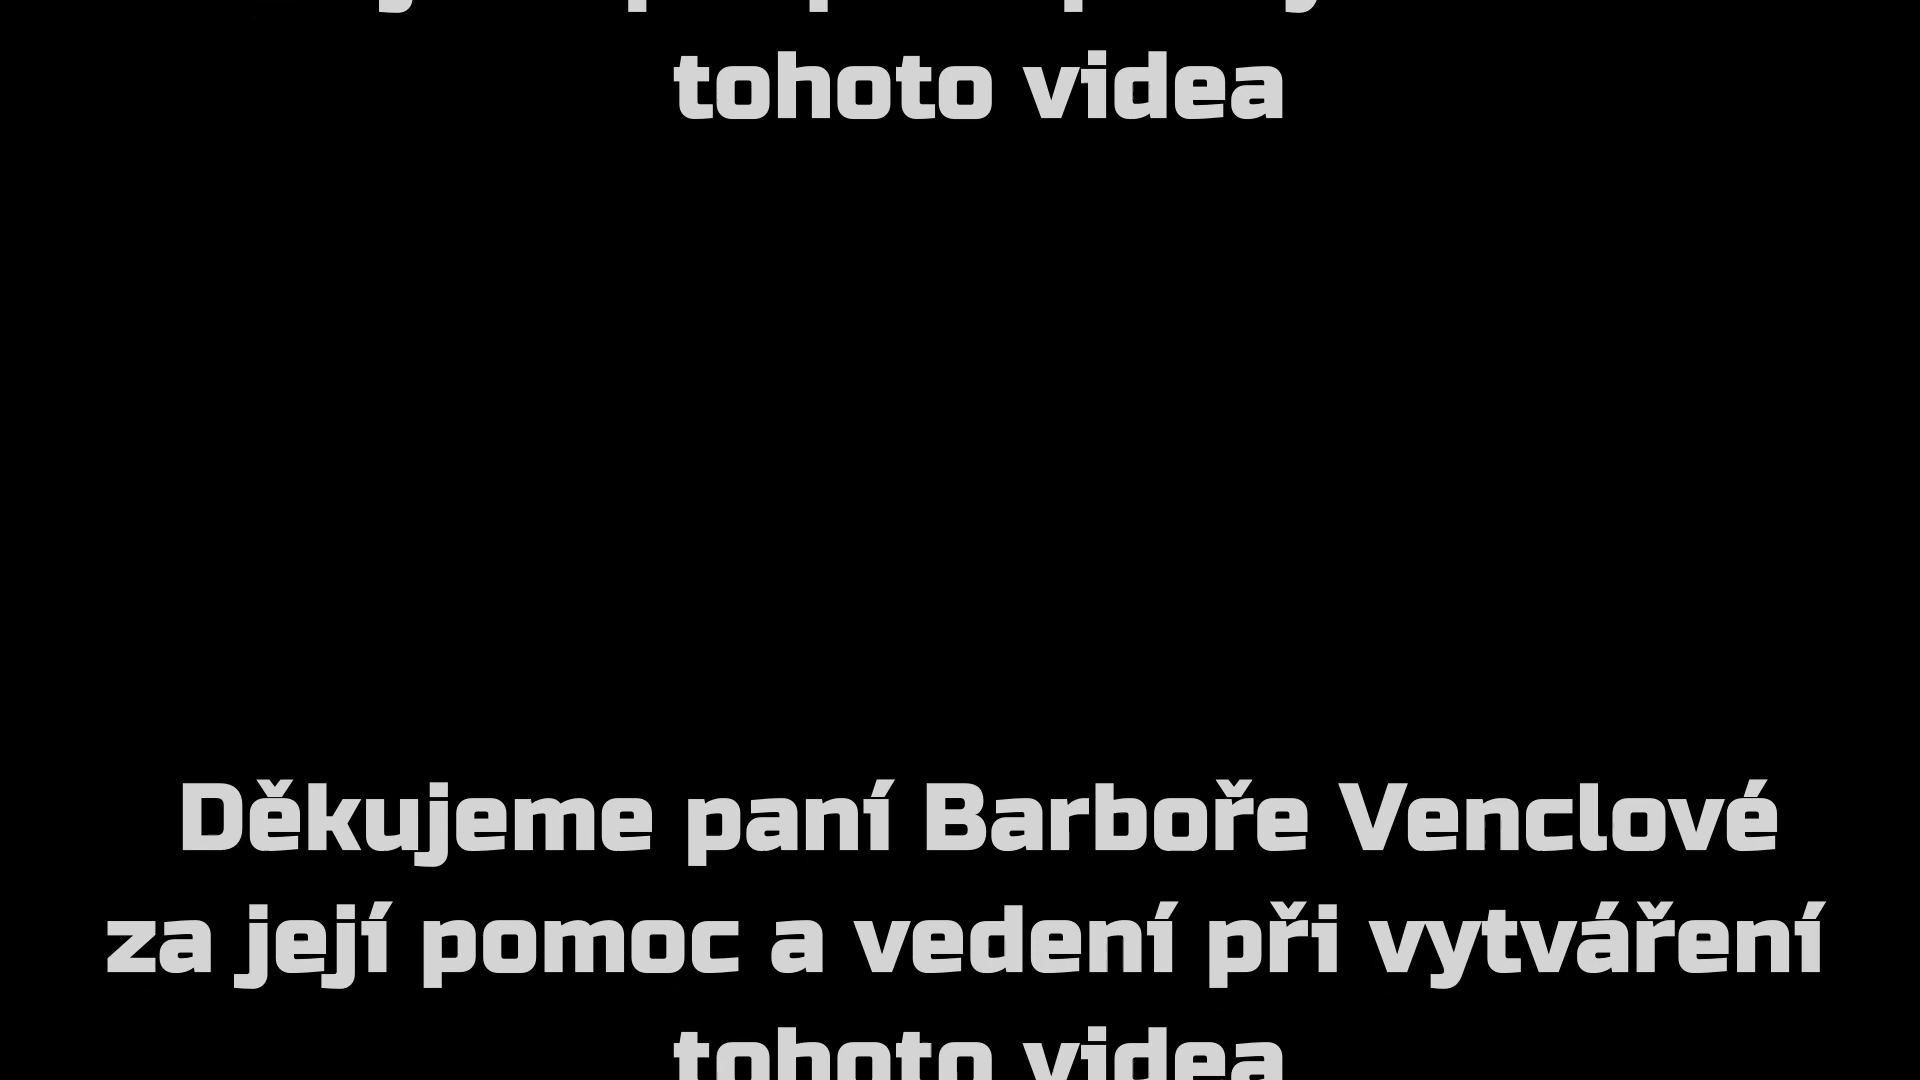 tohoto videa
Děkujeme paní Barboře Venclové
za její pomoc a vedení při vytváření
tohoto videa